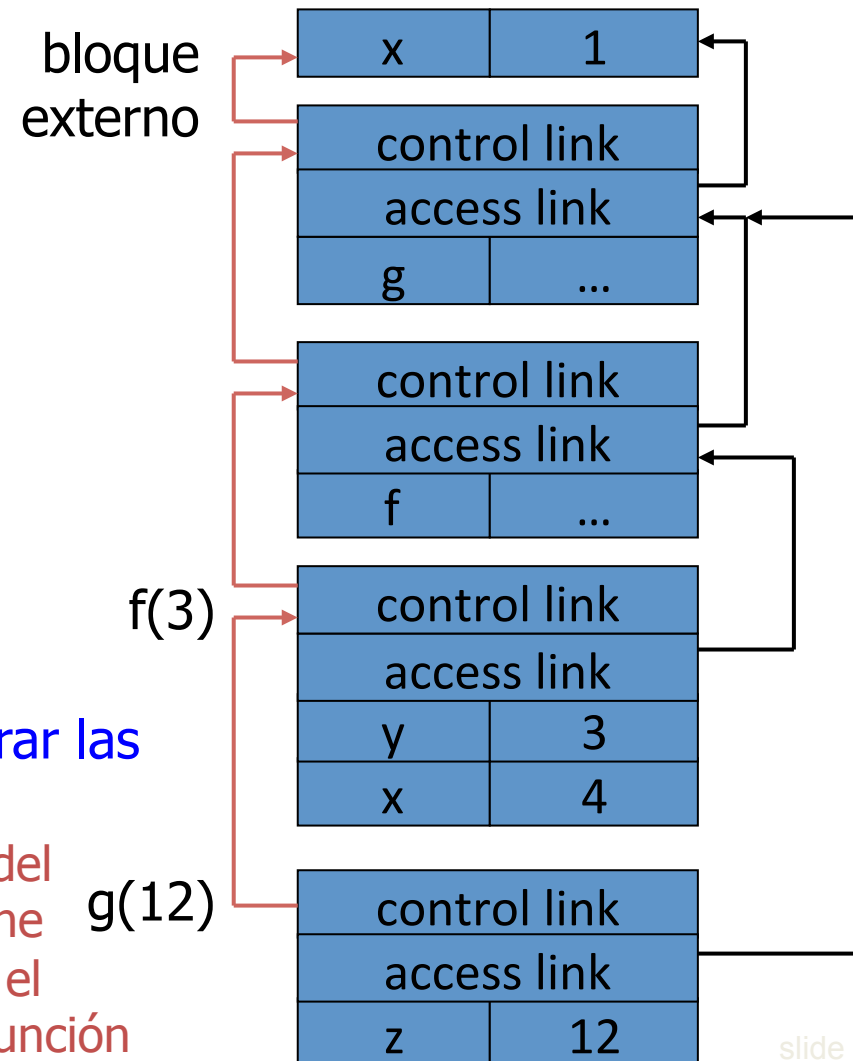 bloque
externo
x 1
control link
access link
g ...
control link
access link
f ...
f(3)
control link
access link
y 3
x 4
rar las
del
ne
el
unción
g(12)
control link
access link
z 12
slide